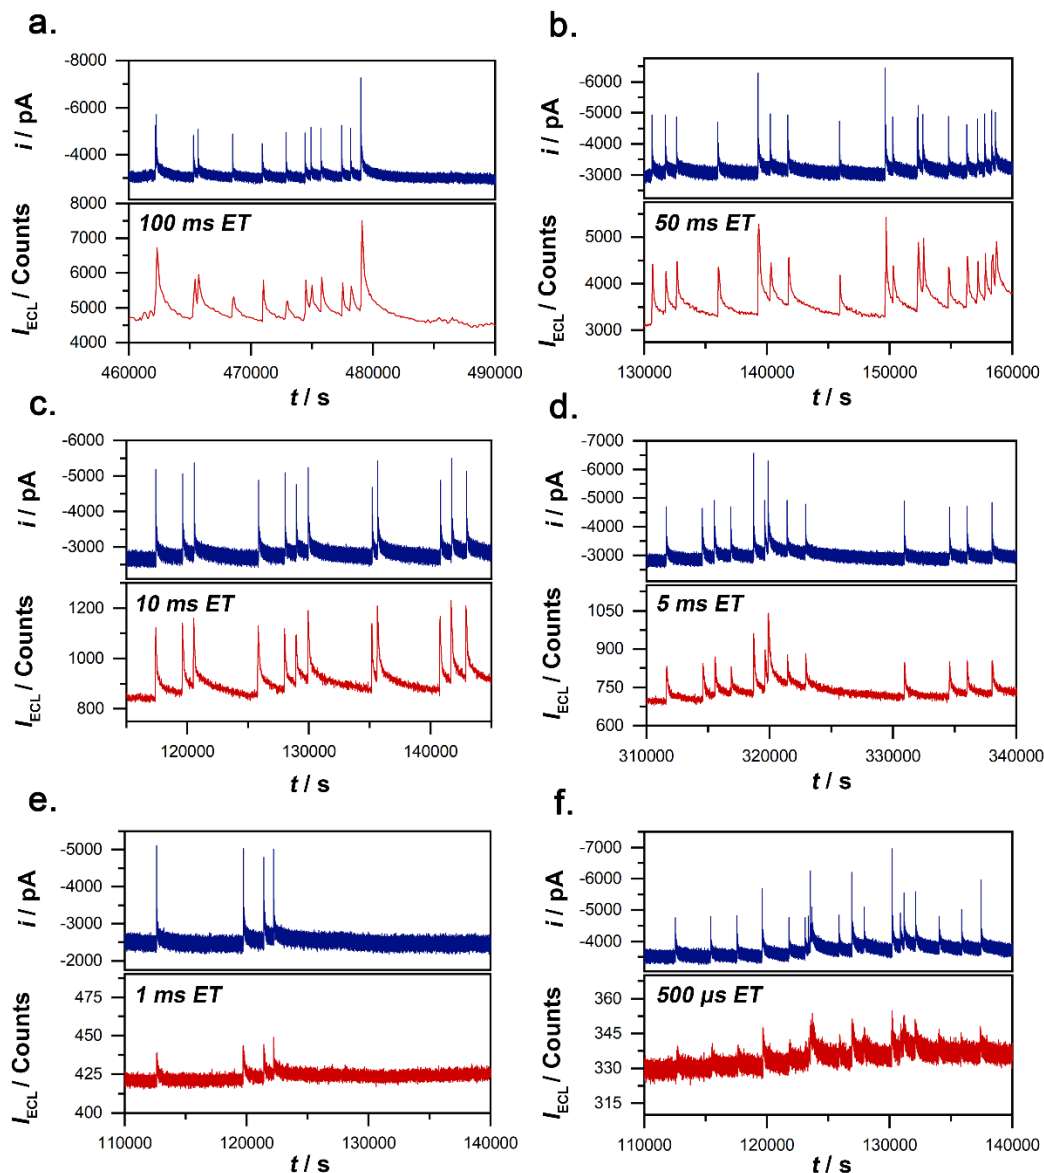 a.
-8000
-6000
-4000
i / pA
8000
7000
6000
5000
4000
I_ECL / Counts
100 ms ET
460000 470000 480000 490000
t / s
b.
-6000
-5000
-4000
-3000
i / pA
5000
4000
3000
I_ECL / Counts
50 ms ET
130000 140000 150000 160000
t / s
c.
-6000
-5000
-4000
-3000
i / pA
1200
1000
800
I_ECL / Counts
10 ms ET
120000 130000 140000
t / s
d.
-7000
-6000
-5000
-4000
-3000
i / pA
1050
900
750
600
I_ECL / Counts
5 ms ET
310000 320000 330000 340000
t / s
e.
-5000
-4000
-3000
-2000
i / pA
475
450
425
400
I_ECL / Counts
1 ms ET
110000 120000 130000 140000
t / s
f.
-7000
-6000
-5000
-4000
i / pA
360
345
330
315
I_ECL / Counts
500 µs ET
110000 120000 130000 140000
t / s